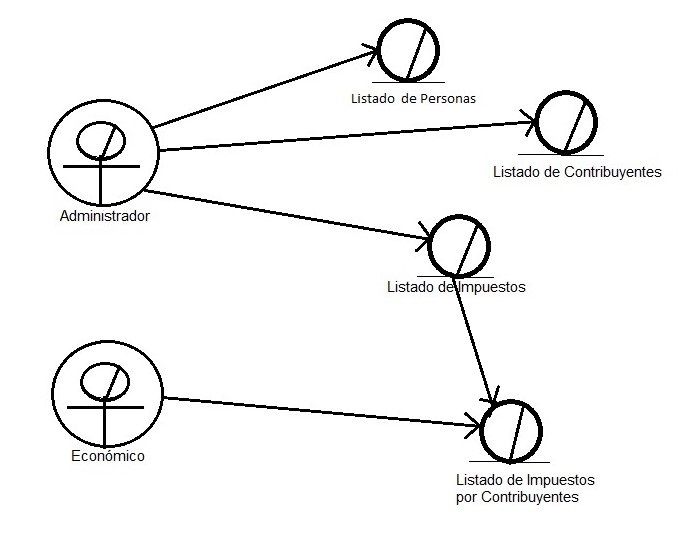 Listado de Personas
Listado de Contribuyentes
Administrador
Listado de Impuestos
Económico
Listado de Impuestos
por Contribuyentes